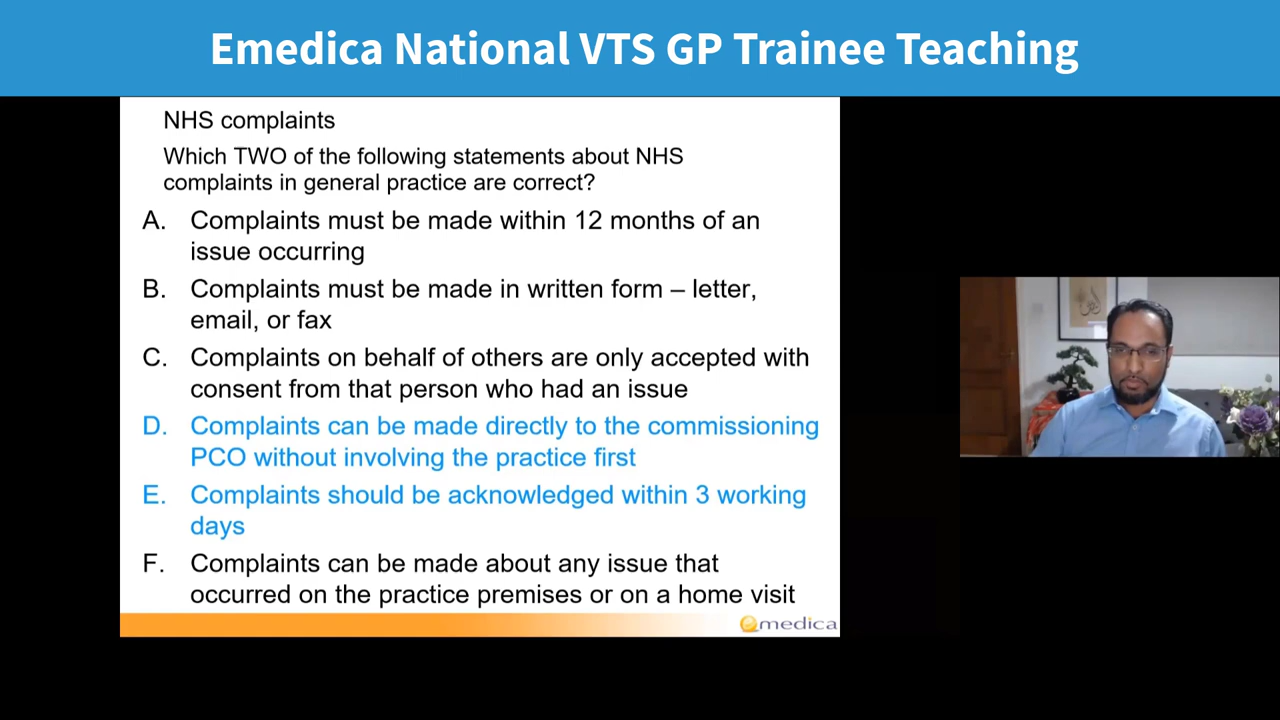 Emedica National VTS GP Trainee Teaching
NHS complaints
Which TWO of the following statements about NHS
complaints in general practice are correct?
A. Complaints must be made within 12 months of an
issue occurring
B. Complaints must be made in written form – letter,
email, or fax
C. Complaints on behalf of others are only accepted with
consent from that person who had an issue
D. Complaints can be made directly to the commissioning
PCO without involving the practice first
E. Complaints should be acknowledged within 3 working
days
F. Complaints can be made about any issue that
occurred on the practice premises or on a home visit
emedica